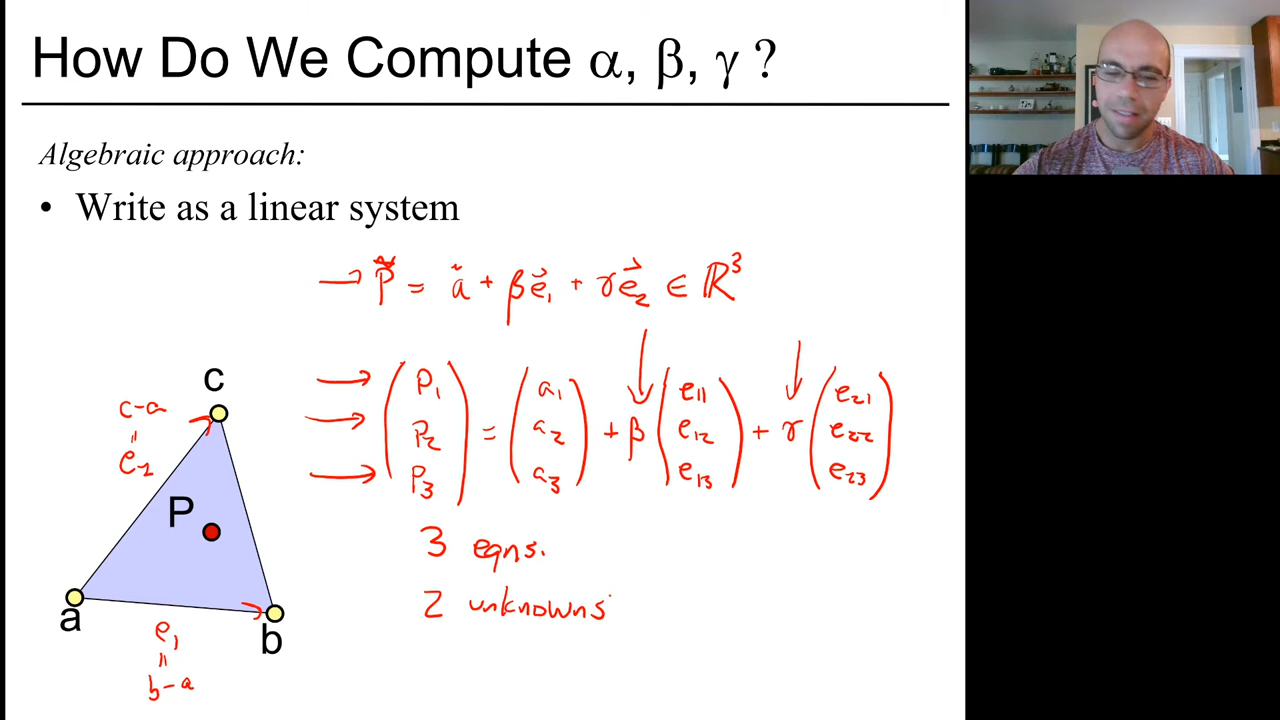 How Do We Compute α, β, γ ?
Algebraic approach:
• Write as a linear system
→ P = a + βe₁ + γe₂ ∈ ℝ³
→ p₁ a₁ e₁₁ e₂₁
→ p₂ = a₂ + β e₁₂ + γ e₂₂
→ p₃ a₃ e₁₃ e₂₃
3 eqns.
2 unknowns
c
c-a
=
e₂
P
a
b
e₁
=
b-a